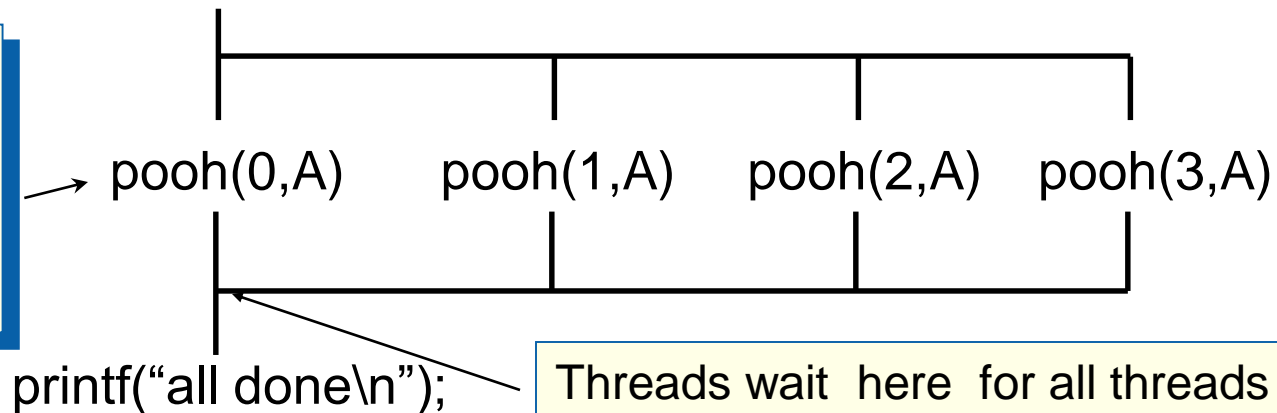 pooh(0,A) pooh(1,A) pooh(2,A) pooh(3,A)
printf(“all done\n”);
Threads wait here for all threads